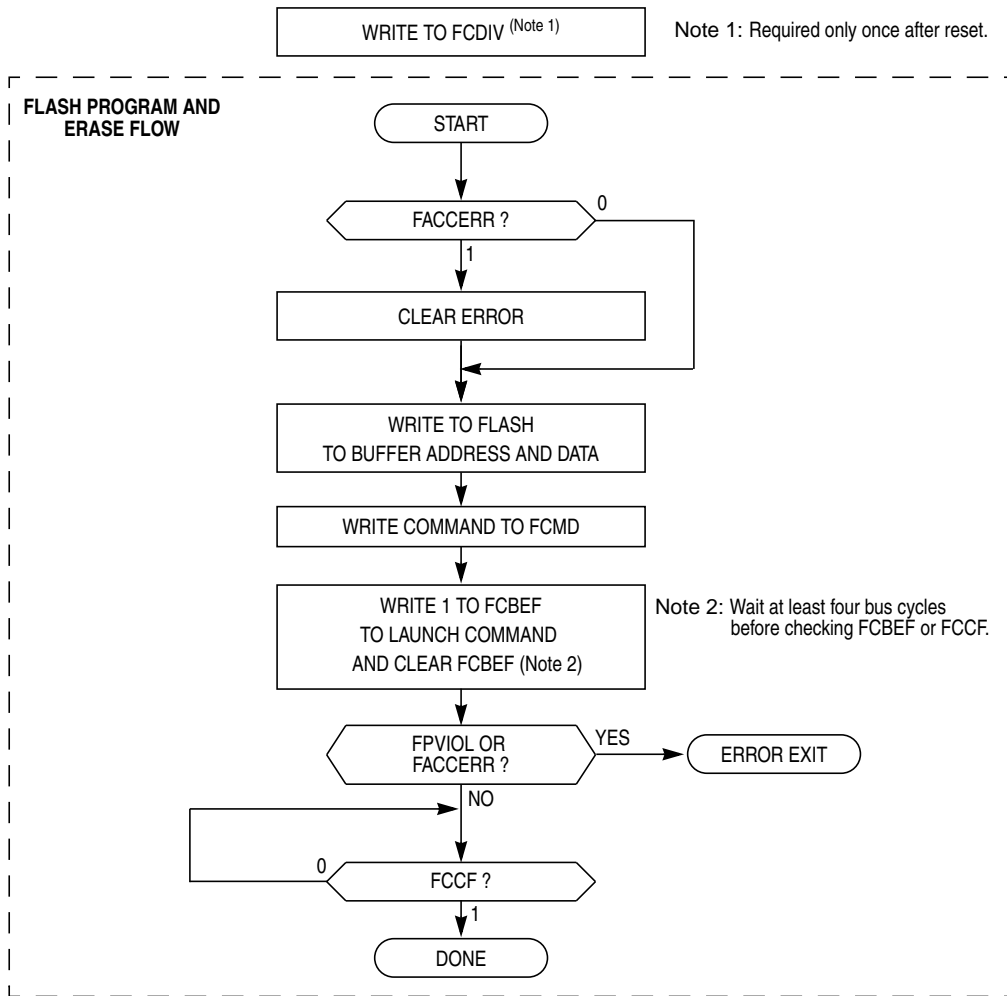 WRITE TO FCDIV (Note 1)
Note 1: Required only once after reset.
FLASH PROGRAM AND
ERASE FLOW
START
FACCERR ?
0
1
CLEAR ERROR
WRITE TO FLASH
TO BUFFER ADDRESS AND DATA
WRITE COMMAND TO FCMD
WRITE 1 TO FCBEF
TO LAUNCH COMMAND
AND CLEAR FCBEF (Note 2)
Note 2: Wait at least four bus cycles
before checking FCBEF or FCCF.
FPVIOL OR
FACCERR ?
YES
ERROR EXIT
NO
0
FCCF ?
1
DONE